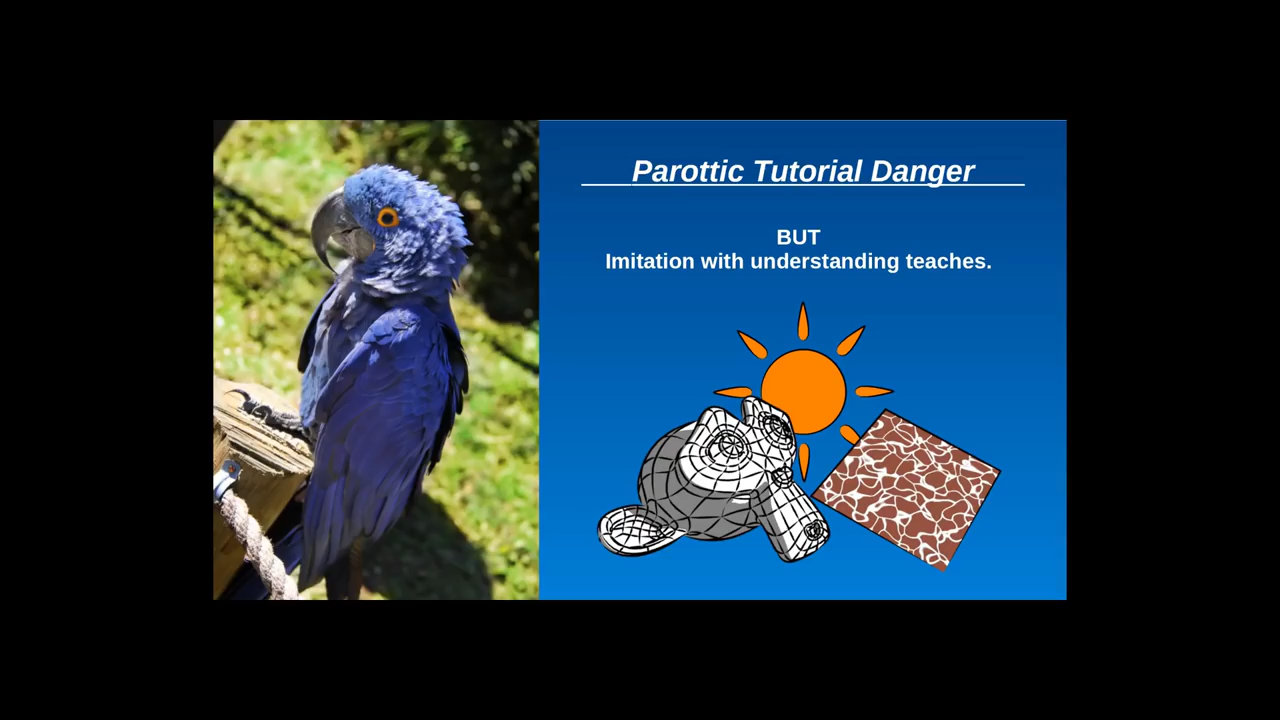 Parottic Tutorial Danger
BUT
Imitation with understanding teaches.